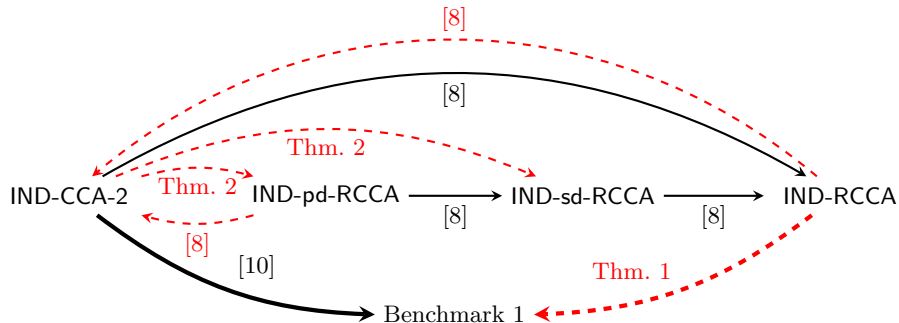 [8]
[8]
Thm. 2
Thm. 2
IND-CCA-2
IND-pd-RCCA
IND-sd-RCCA
IND-RCCA
[8]
[8]
[8]
[10]
Thm. 1
Benchmark 1